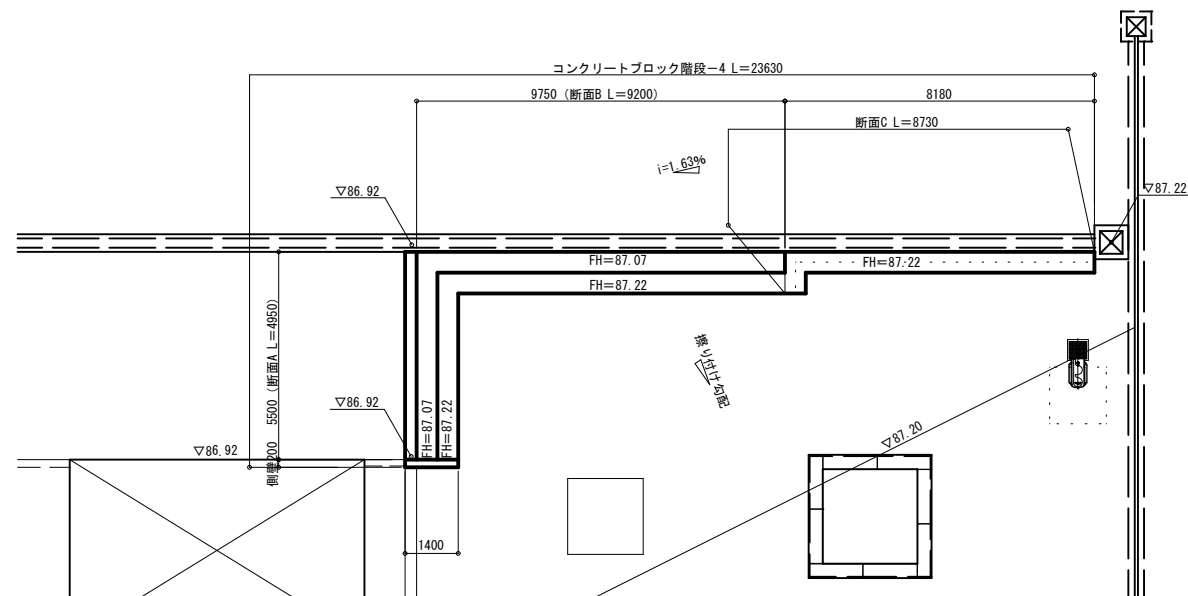 コンクリートブロック階段－4 L＝23630
9750（断面B L＝9200）
8180
断面C L＝8730
i=1.63%
▽86.92
▽87.22
FH＝87.07
FH＝87.22
FH＝87.22
擦り付け勾配
5500（断面A L＝4950）
側壁200
▽86.92
FH＝87.07
FH＝87.22
▽86.92
▽87.20
1400